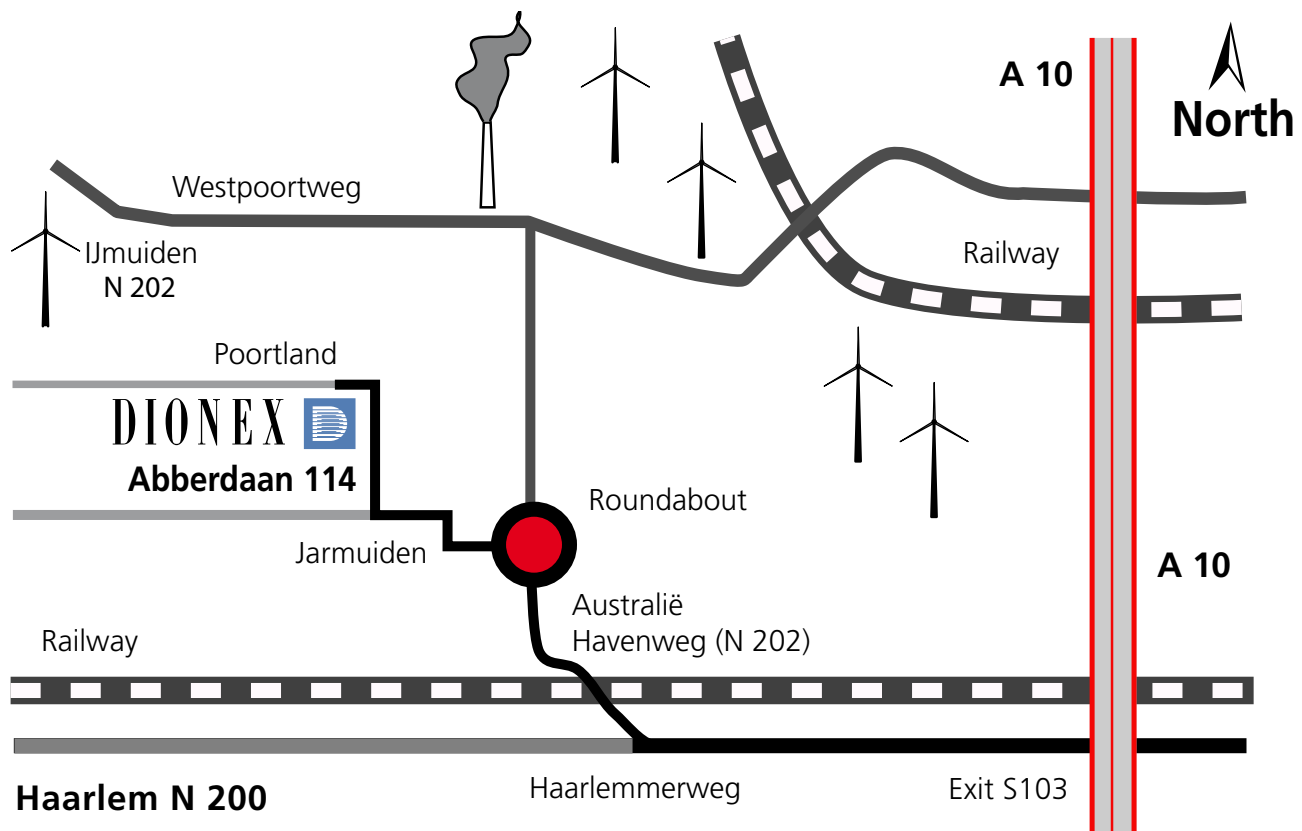 A 10
North
Westpoortweg
IJmuiden
N 202
Railway
Poortland
DIONEX D
Abberdaan 114
Roundabout
Jarmuiden
A 10
Australië
Havenweg (N 202)
Railway
Haarlemmerweg
Exit S103
Haarlem N 200